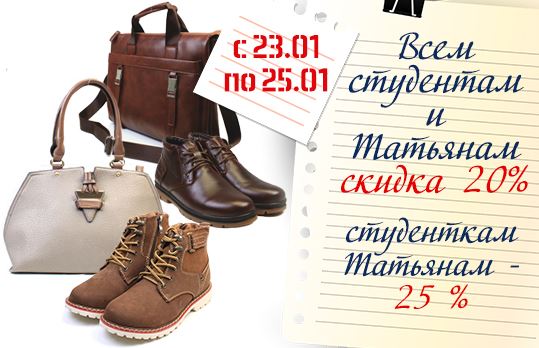 с 23.01
по 25.01
Всем
студентам
и
Татьянам
скидка 20%
студенткам
Татьянам -
25 %